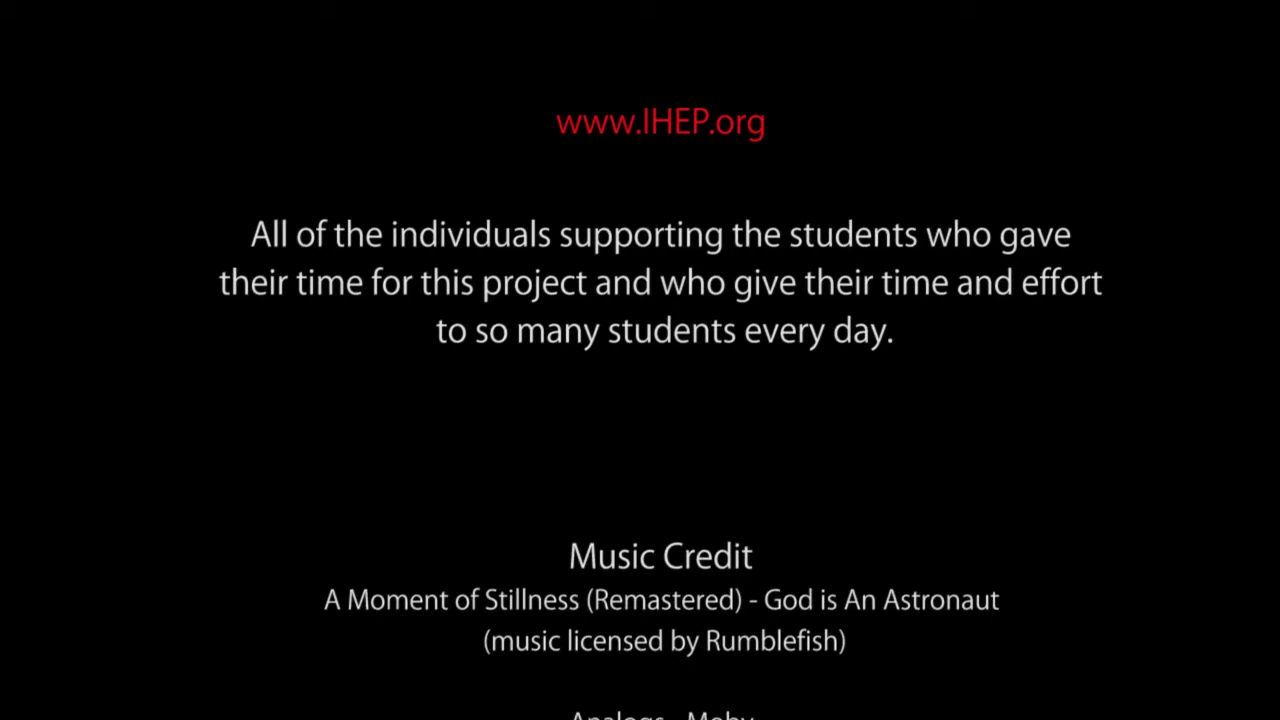 www.IHEP.org
All of the individuals supporting the students who gave
their time for this project and who give their time and effort
to so many students every day.
Music Credit
A Moment of Stillness (Remastered) - God is An Astronaut
(music licensed by Rumblefish)
Analogs - Moby